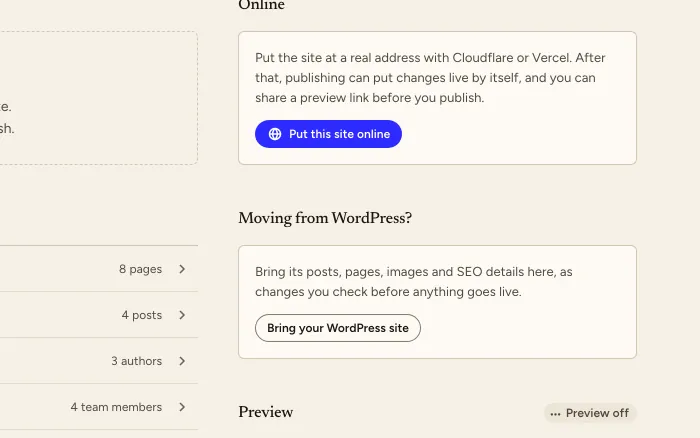 te.
sh.
8 pages
4 posts
3 authors
4 team members
Online
Put the site at a real address with Cloudflare or Vercel. After
that, publishing can put changes live by itself, and you can
share a preview link before you publish.
Put this site online
Moving from WordPress?
Bring its posts, pages, images and SEO details here, as
changes you check before anything goes live.
Bring your WordPress site
Preview
Preview off